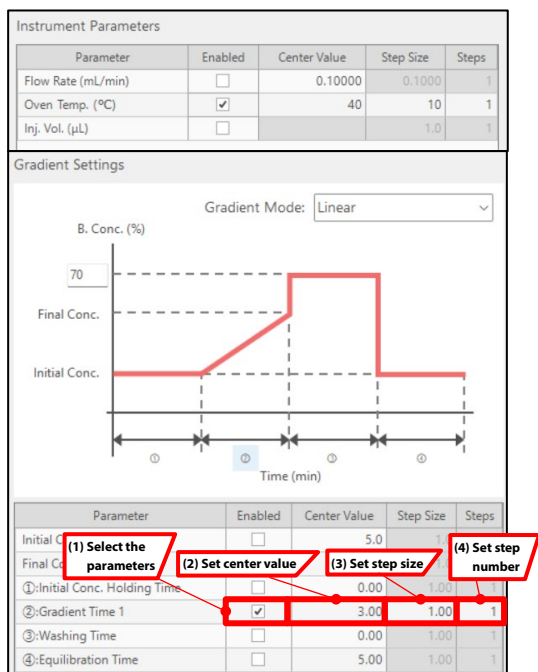 Instrument Parameters
Parameter Enabled Center Value Step Size Steps
Flow Rate (mL/min) 0.10000 0.1000 1
Oven Temp. (ºC) 40 10 1
Inj. Vol. (µL) 1.0 1
Gradient Settings
Gradient Mode: Linear
B. Conc. (%)
70
Final Conc.
Initial Conc.
① ② ③ ④
Time (min)
Parameter Enabled Center Value Step Size Steps
Initial 5.0 1
(1) Select the parameters
(2) Set center value
(3) Set step size
(4) Set step number
Final
①:Initial Conc. Holding Time 0.00 1.00 1
②:Gradient Time 1 3.00 1.00 1
③:Washing Time 0.00 1.00 1
④:Equilibration Time 5.00 1.00 1